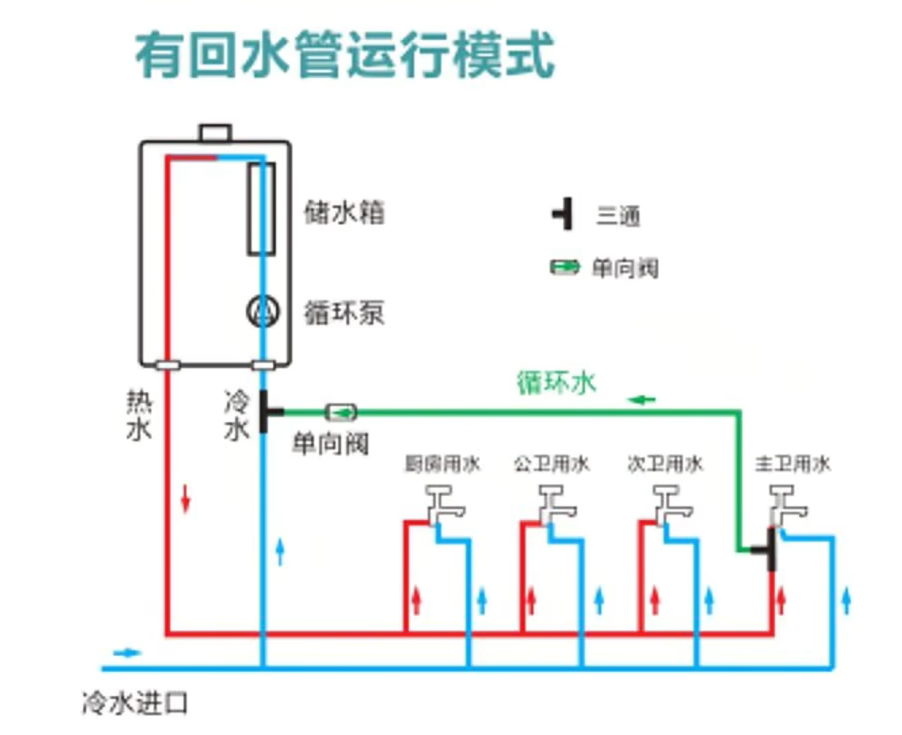 有回水管运行模式
储水箱
三通
单向阀
循环泵
循环水
热水
冷水
单向阀
厨房用水
公卫用水
次卫用水
主卫用水
冷水进口